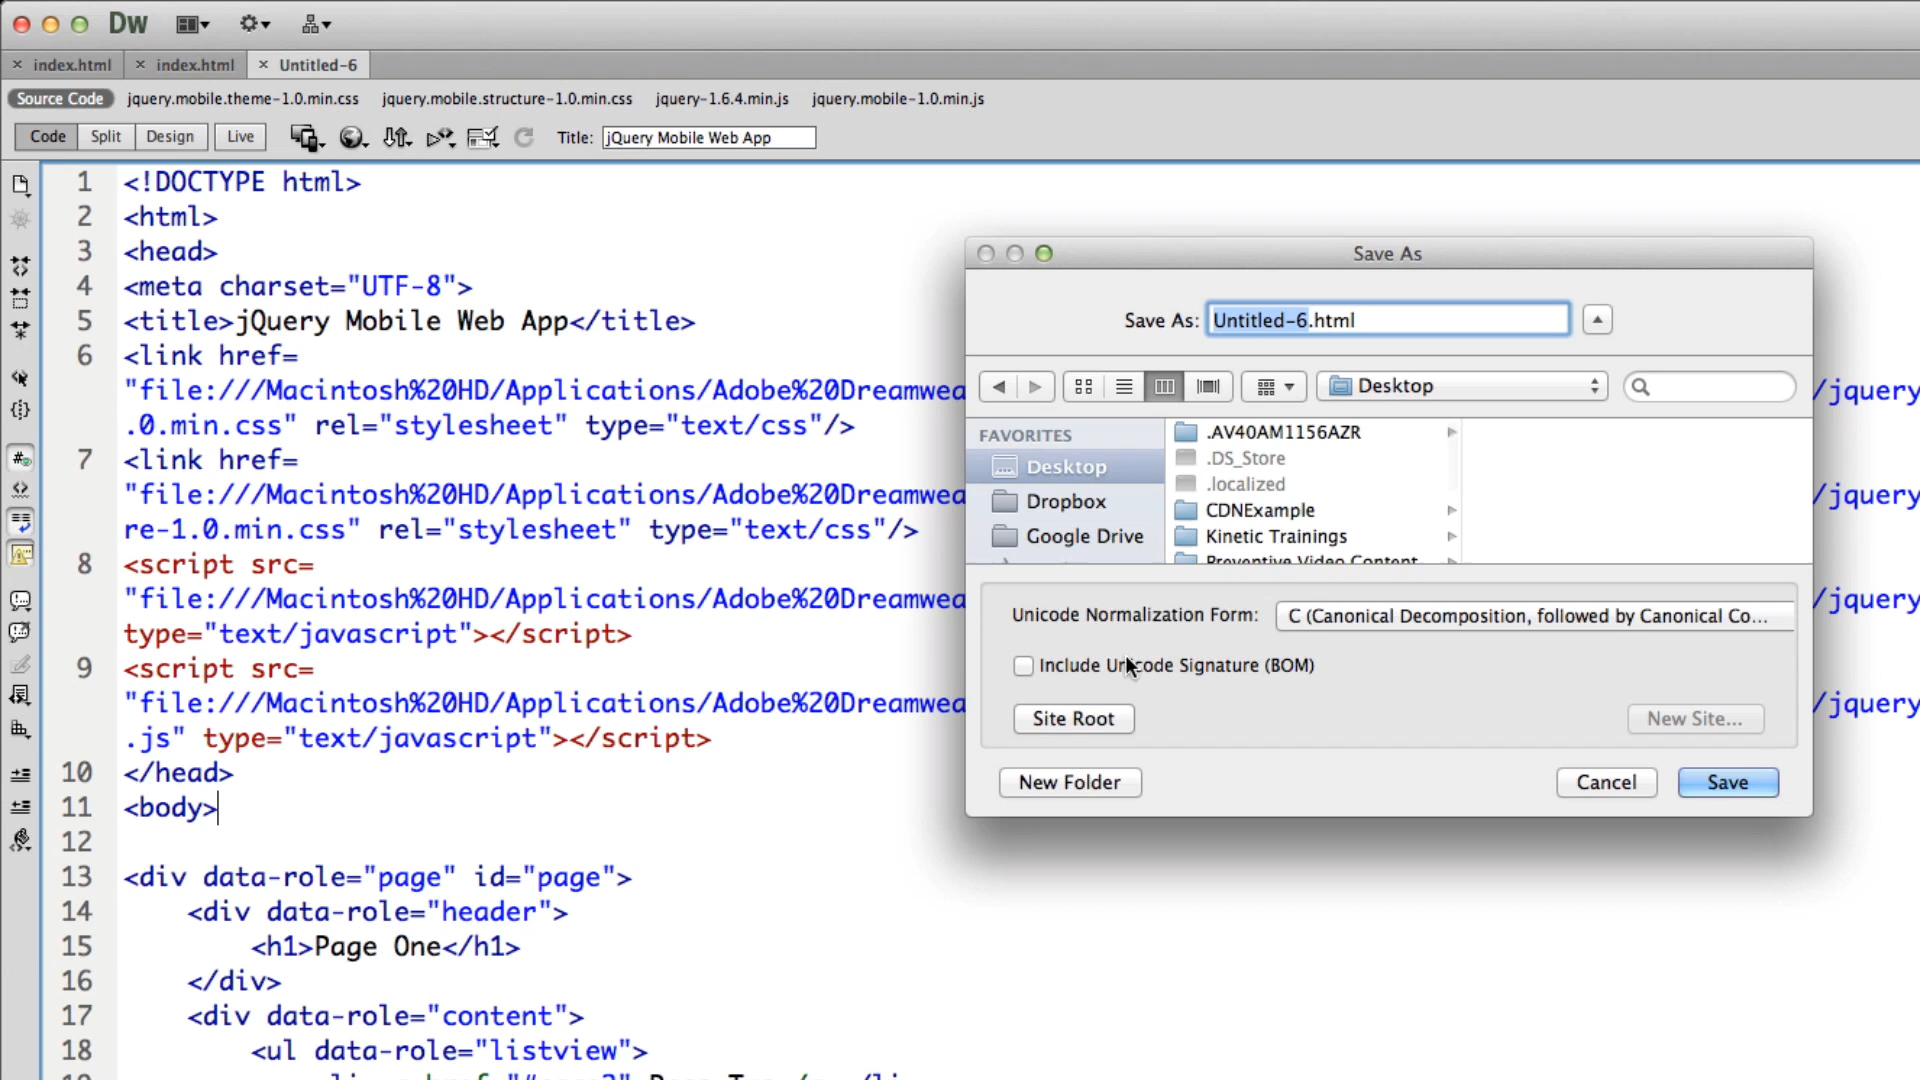 Dw
index.html index.html Untitled-6
Source Code jquery.mobile.theme-1.0.min.css jquery.mobile.structure-1.0.min.css jquery-1.6.4.min.js jquery.mobile-1.0.min.js
Code Split Design Live Title: jQuery Mobile Web App
1 <!DOCTYPE html>
2 <html>
3 <head>
4 <meta charset="UTF-8">
5 <title>jQuery Mobile Web App</title>
6 <link href=
"file:///Macintosh%20HD/Applications/Adobe%20Dreamwea /jquery
.0.min.css" rel="stylesheet" type="text/css"/>
7 <link href=
"file:///Macintosh%20HD/Applications/Adobe%20Dreamwea /jquery
re-1.0.min.css" rel="stylesheet" type="text/css"/>
8 <script src=
"file:///Macintosh%20HD/Applications/Adobe%20Dreamwea /jquery
type="text/javascript"></script>
9 <script src=
"file:///Macintosh%20HD/Applications/Adobe%20Dreamwea /jquery
.js" type="text/javascript"></script>
10 </head>
11 <body>
12
13 <div data-role="page" id="page">
14 <div data-role="header">
15 <h1>Page One</h1>
16 </div>
17 <div data-role="content">
18 <ul data-role="listview">
Save As
Save As: Untitled-6.html
Desktop
FAVORITES
Desktop
Dropbox
Google Drive
.AV40AM1156AZR
.DS_Store
.localized
CDNExample
Kinetic Trainings
Preventive Video Content
Unicode Normalization Form: C (Canonical Decomposition, followed by Canonical Co...
Include Unicode Signature (BOM)
Site Root New Site...
New Folder Cancel Save